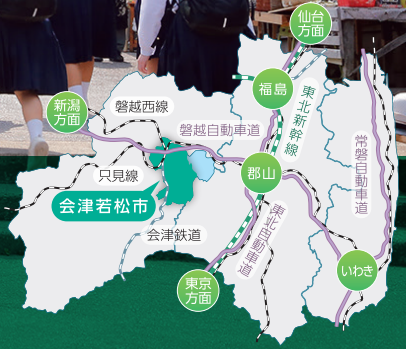 仙台
方面
福島
東北新幹線
新潟
方面
磐越西線
磐越自動車道
常磐自動車道
只見線
郡山
会津若松市
会津鉄道
東北自動車道
いわき
東京
方面